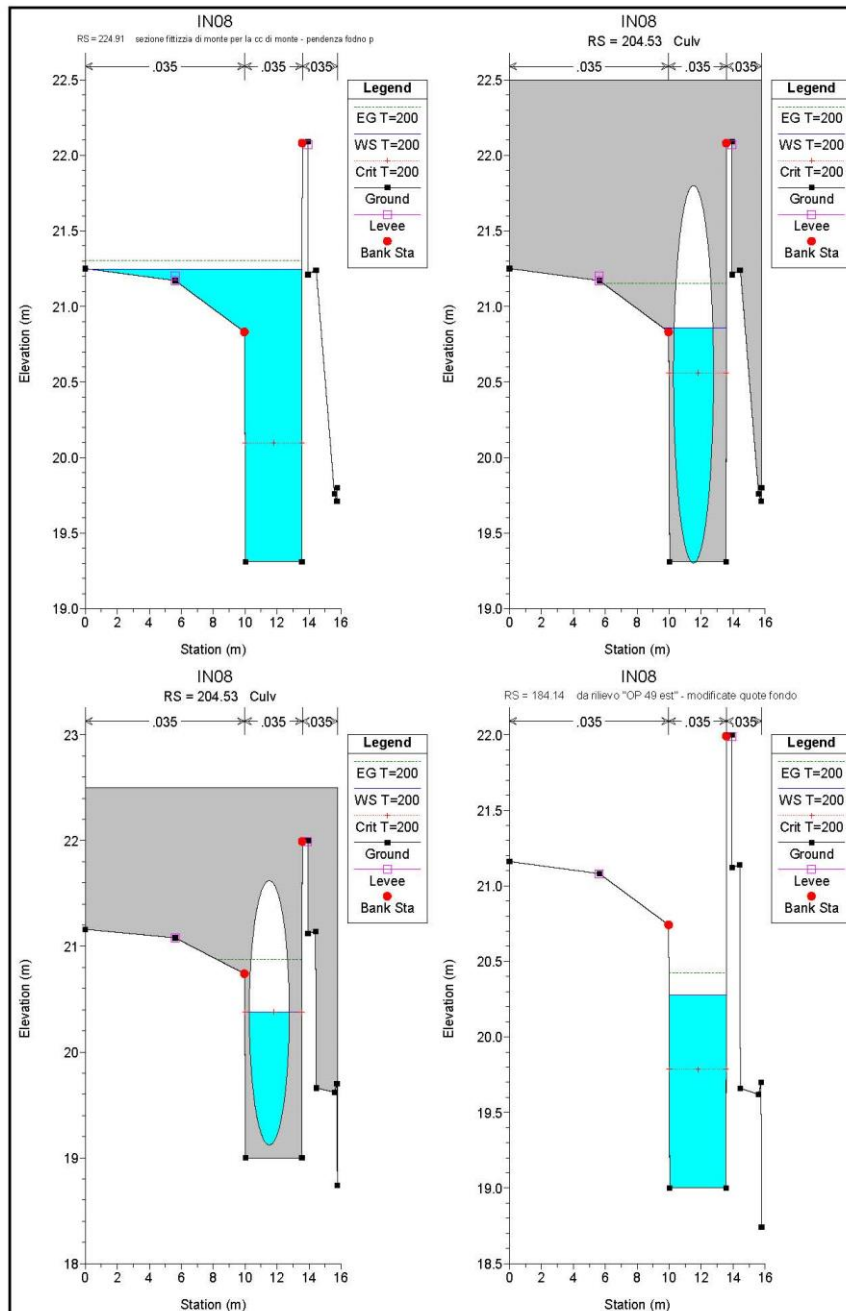 IN08
RS = 224.91 sezione fittizzia di monte per la cc di monte - pendenza fodno p
.035 .035 .035
22.5
22.0
21.5
21.0
20.5
20.0
19.5
19.0
Elevation (m)
0 2 4 6 8 10 12 14 16
Station (m)
Legend
EG T=200
WS T=200
Crit T=200
Ground
Levee
Bank Sta
IN08
RS = 204.53 Culv
.035 .035 .035
22.5
22.0
21.5
21.0
20.5
20.0
19.5
19.0
Elevation (m)
0 2 4 6 8 10 12 14 16
Station (m)
Legend
EG T=200
WS T=200
Crit T=200
Ground
Levee
Bank Sta
IN08
RS = 204.53 Culv
.035 .035 .035
23
22
21
20
19
18
Elevation (m)
0 2 4 6 8 10 12 14 16
Station (m)
Legend
EG T=200
WS T=200
Crit T=200
Ground
Levee
Bank Sta
IN08
RS = 184.14 da rilievo "OP 49 est" - modificate quote fondo
.035 .035 .035
22.0
21.5
21.0
20.5
20.0
19.5
19.0
18.5
Elevation (m)
0 2 4 6 8 10 12 14 16
Station (m)
Legend
EG T=200
WS T=200
Crit T=200
Ground
Levee
Bank Sta